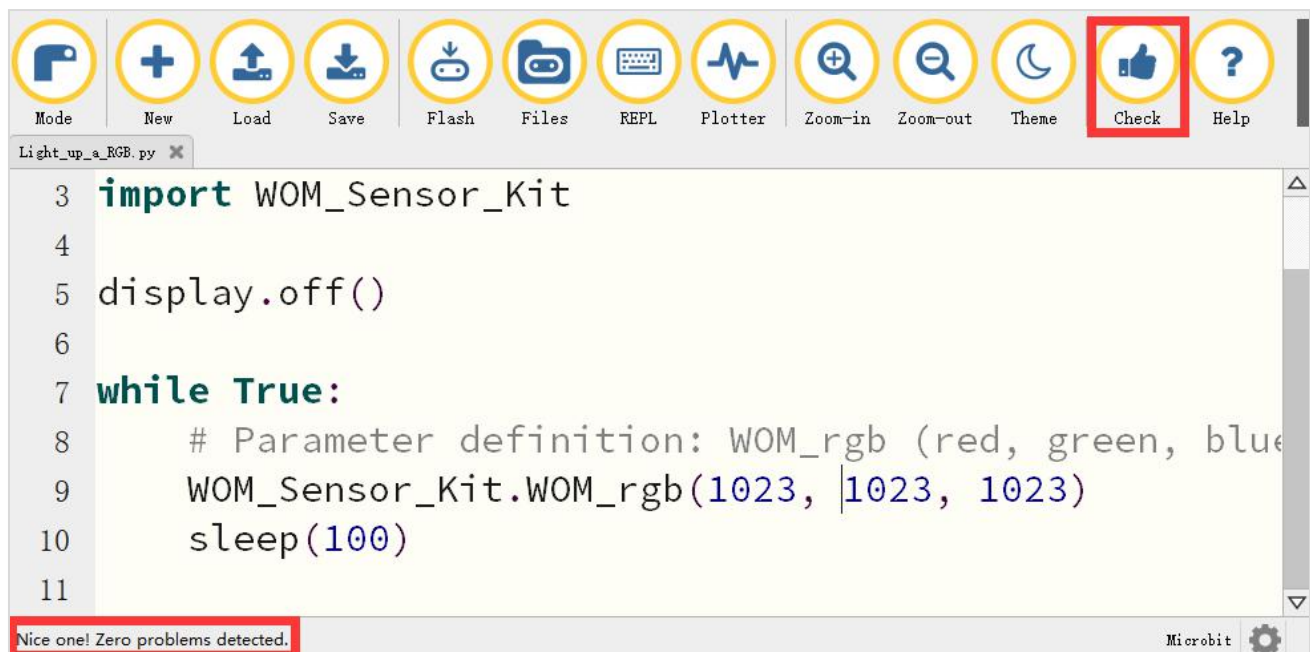 Mode New Load Save Flash Files REPL Plotter Zoom-in Zoom-out Theme Check Help
Light_up_a_RGB.py
3 import WOM_Sensor_Kit
4
5 display.off()
6
7 while True:
8 # Parameter definition: WOM_rgb (red, green, blue
9 WOM_Sensor_Kit.WOM_rgb(1023, 1023, 1023)
10 sleep(100)
11
Nice one! Zero problems detected. Microbit